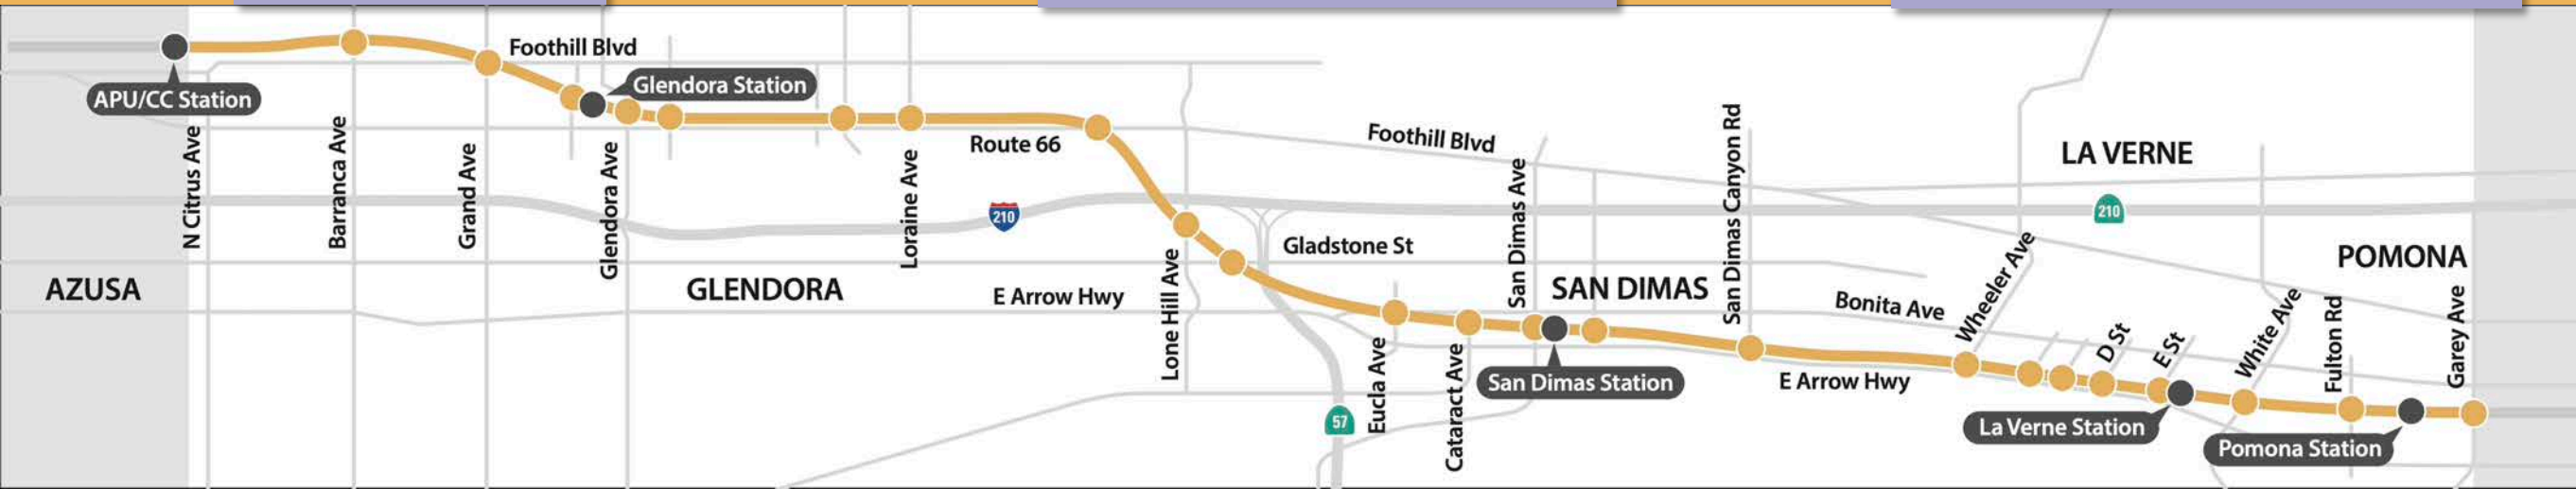 Foothill Blvd
APU/CC Station
Glendora Station
N Citrus Ave
Barranca Ave
Grand Ave
Glendora Ave
Loraine Ave
Route 66
Foothill Blvd
210
AZUSA
GLENDORA
E Arrow Hwy
Lone Hill Ave
Gladstone St
57
Eucla Ave
Cataract Ave
San Dimas Ave
SAN DIMAS
San Dimas Station
San Dimas Canyon Rd
Bonita Ave
E Arrow Hwy
LA VERNE
210
Wheeler Ave
D St
E St
La Verne Station
White Ave
Fulton Rd
POMONA
Garey Ave
Pomona Station